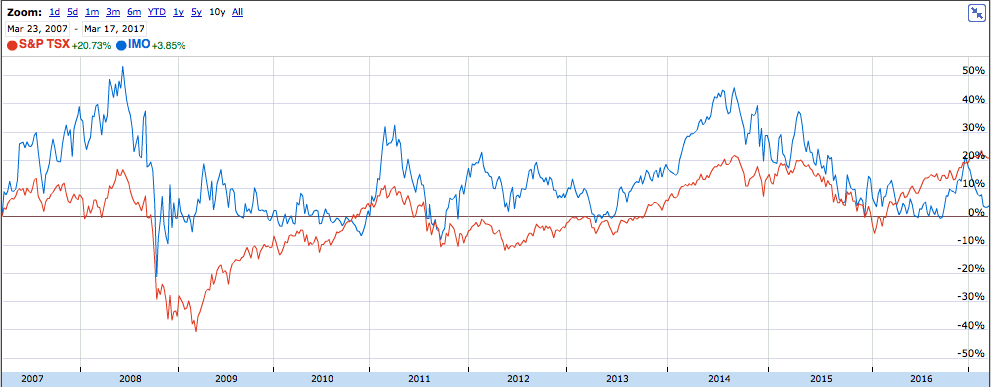 Zoom: 1d 5d 1m 3m 6m YTD 1y 5y 10y All
Mar 23, 2007 - Mar 17, 2017
S&P TSX +20.73% IMO +3.85%
50%
40%
30%
20%
10%
0%
-10%
-20%
-30%
-40%
-50%
2007 2008 2009 2010 2011 2012 2013 2014 2015 2016